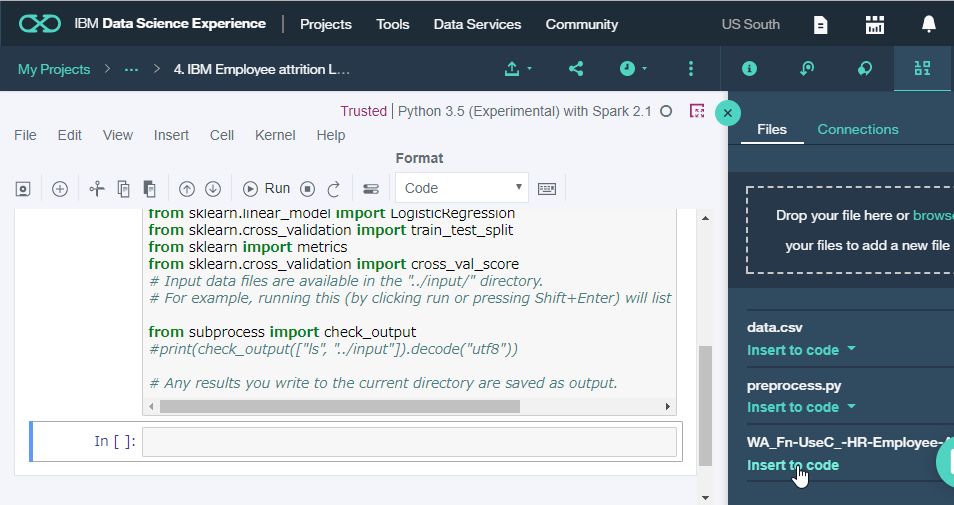 IBM Data Science Experience
Projects
Tools
Data Services
Community
US South
My Projects > ... > 4. IBM Employee attrition L...
Trusted | Python 3.5 (Experimental) with Spark 2.1
File Edit View Insert Cell Kernel Help
Format
Run
Code
from sklearn.linear_model import LogisticRegression
from sklearn.cross_validation import train_test_split
from sklearn import metrics
from sklearn.cross_validation import cross_val_score
# Input data files are available in the "../input/" directory.
# For example, running this (by clicking run or pressing Shift+Enter) will list
from subprocess import check_output
#print(check_output(["ls", "../input"]).decode("utf8"))
# Any results you write to the current directory are saved as output.
In [ ]:
Files
Connections
Drop your file here or brows
your files to add a new file
data.csv
Insert to code
preprocess.py
Insert to code
WA_Fn-UseC_-HR-Employee-
Insert to code